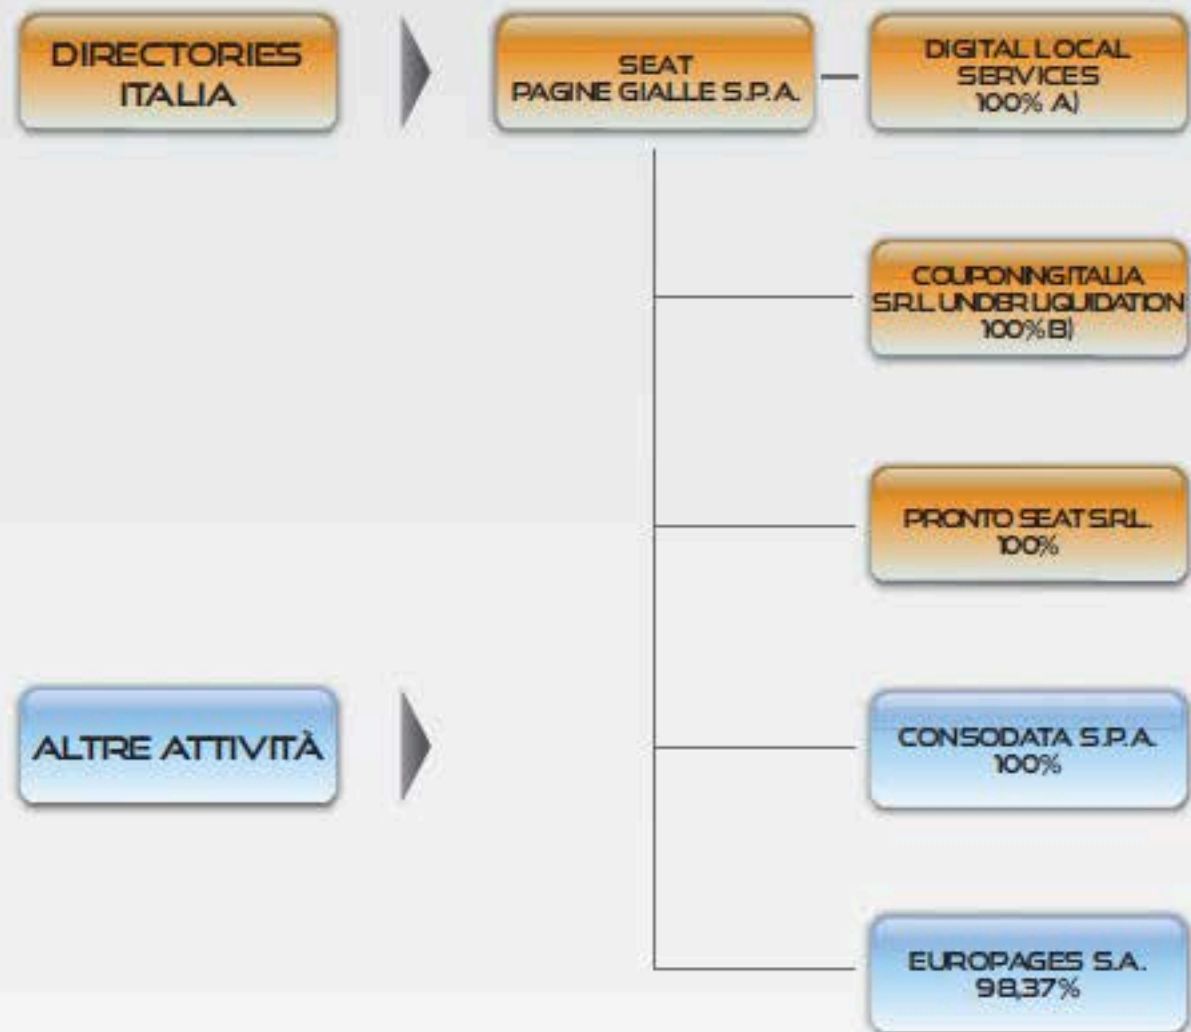 DIRECTORIES
ITALIA
SEAT
PAGINE GIALLE S.P.A.
DIGITAL LOCAL
SERVICES
100% A)
COUPONING ITALIA
S.R.L. UNDER LIQUIDATION
100% B)
PRONTO SEAT S.R.L.
100%
ALTRE ATTIVITÀ
CONSODATA S.P.A.
100%
EUROPAGES S.A.
98,37%